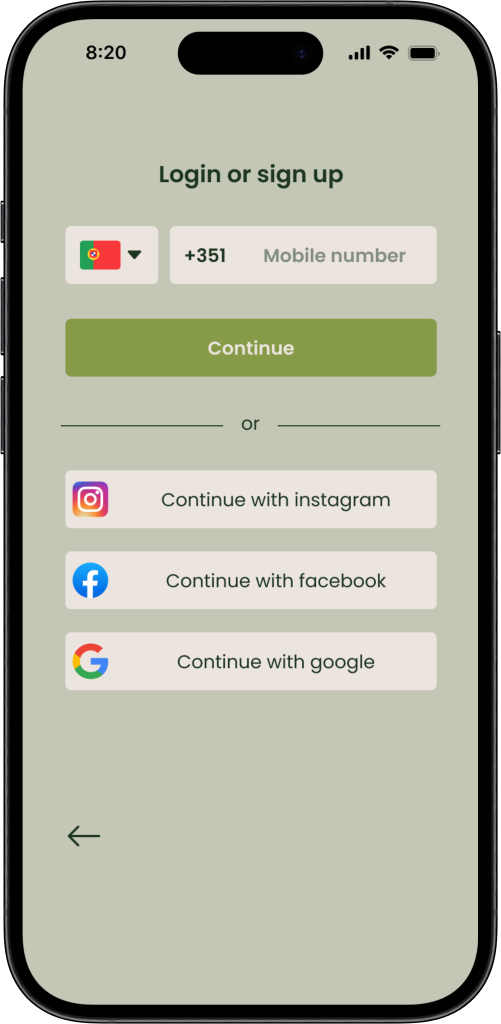 8:20
Login or sign up
+351 Mobile number
Continue
or
Continue with instagram
Continue with facebook
Continue with google